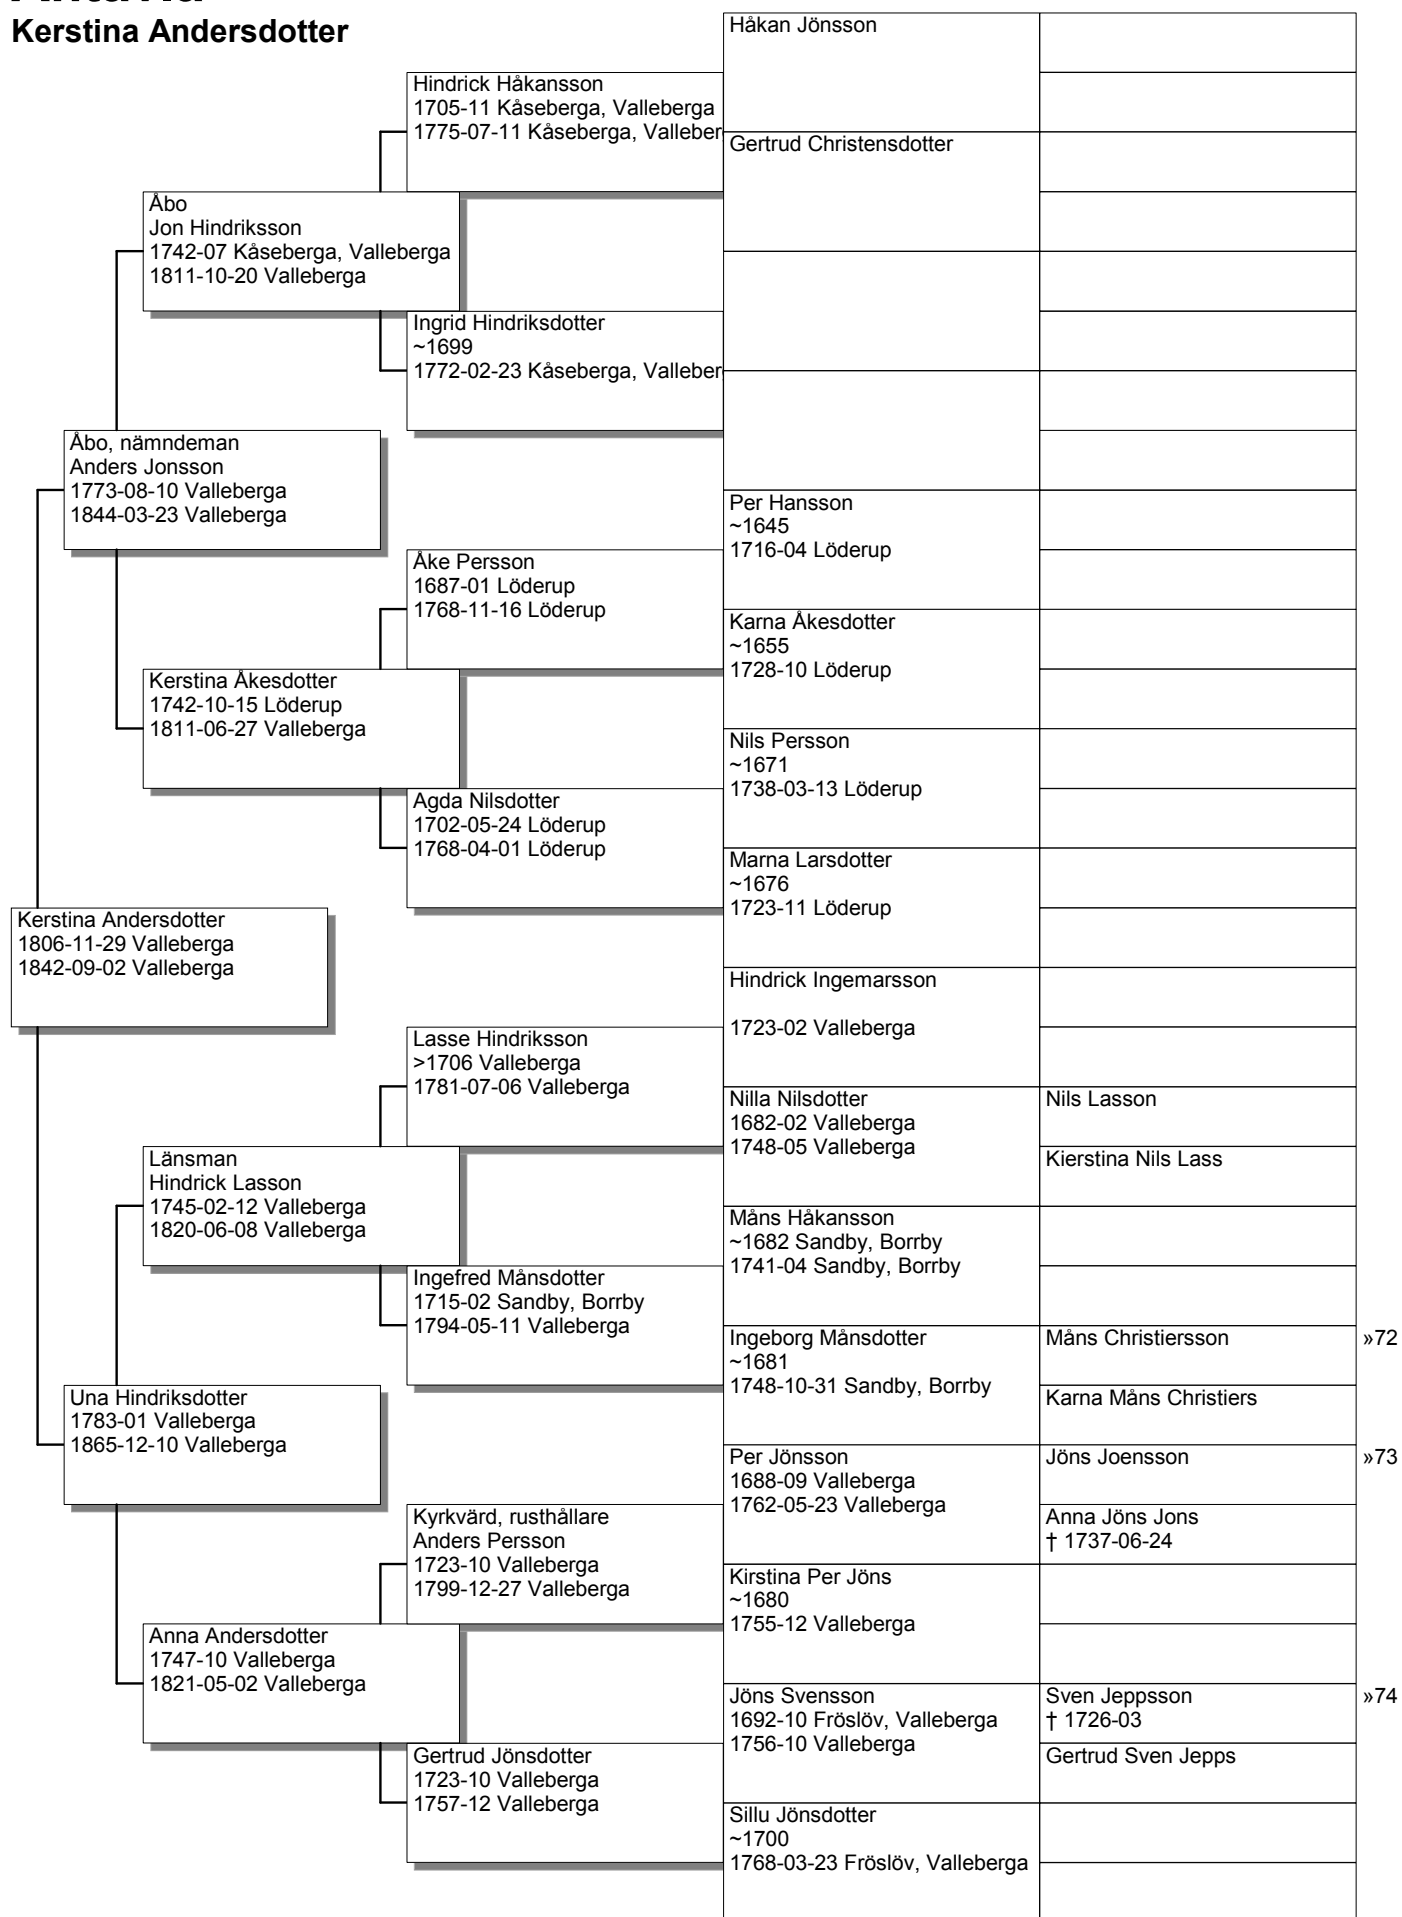 Kerstina Andersdotter
Håkan Jönsson
Hindrick Håkansson
1705-11 Kåseberga, Valleberga
1775-07-11 Kåseberga, Valleber
Gertrud Christensdotter
Åbo
Jon Hindriksson
1742-07 Kåseberga, Valleberga
1811-10-20 Valleberga
Ingrid Hindriksdotter
~1699
1772-02-23 Kåseberga, Valleber
Åbo, nämndeman
Anders Jonsson
1773-08-10 Valleberga
1844-03-23 Valleberga
Per Hansson
~1645
1716-04 Löderup
Åke Persson
1687-01 Löderup
1768-11-16 Löderup
Karna Åkesdotter
~1655
1728-10 Löderup
Kerstina Åkesdotter
1742-10-15 Löderup
1811-06-27 Valleberga
Nils Persson
~1671
1738-03-13 Löderup
Agda Nilsdotter
1702-05-24 Löderup
1768-04-01 Löderup
Marna Larsdotter
~1676
1723-11 Löderup
Kerstina Andersdotter
1806-11-29 Valleberga
1842-09-02 Valleberga
Hindrick Ingemarsson
1723-02 Valleberga
Lasse Hindriksson
>1706 Valleberga
1781-07-06 Valleberga
Nilla Nilsdotter
1682-02 Valleberga
1748-05 Valleberga
Nils Lasson
Kierstina Nils Lass
Länsman
Hindrick Lasson
1745-02-12 Valleberga
1820-06-08 Valleberga
Måns Håkansson
~1682 Sandby, Borrby
1741-04 Sandby, Borrby
Ingefred Månsdotter
1715-02 Sandby, Borrby
1794-05-11 Valleberga
Ingeborg Månsdotter
~1681
1748-10-31 Sandby, Borrby
Måns Christiersson
»72
Karna Måns Christiers
Una Hindriksdotter
1783-01 Valleberga
1865-12-10 Valleberga
Per Jönsson
1688-09 Valleberga
1762-05-23 Valleberga
Jöns Joensson
»73
Anna Jöns Jons
† 1737-06-24
Kyrkvärd, rusthållare
Anders Persson
1723-10 Valleberga
1799-12-27 Valleberga
Kirstina Per Jöns
~1680
1755-12 Valleberga
Anna Andersdotter
1747-10 Valleberga
1821-05-02 Valleberga
Jöns Svensson
1692-10 Fröslöv, Valleberga
1756-10 Valleberga
Sven Jeppsson
† 1726-03
»74
Gertrud Sven Jepps
Gertrud Jönsdotter
1723-10 Valleberga
1757-12 Valleberga
Sillu Jönsdotter
~1700
1768-03-23 Fröslöv, Valleberga